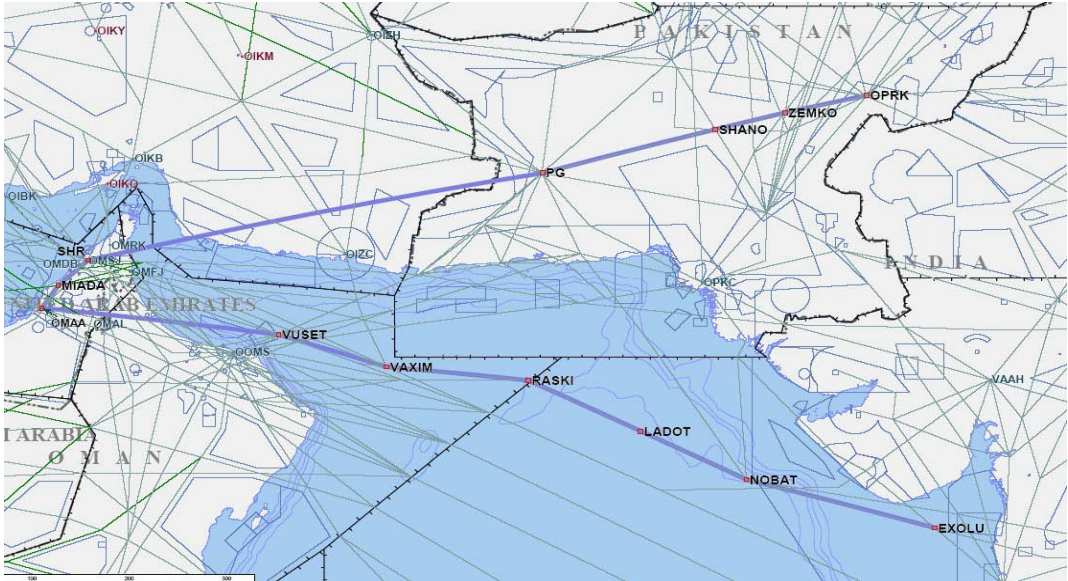 OIKY
OIKM
OIEH
P A K I S T A N
OPRK
ZEMKO
SHANO
PG
OIKB
OIKQ
OIBK
OMRK
SHR
OMSJ
OMDB
OMFJ
OIZC
OPKC
I N D I A
MIADA
ARAB EMIRATES
OMAA
OMAL
VUSET
OOMS
VAXIM
RASKI
VAAH
LADOT
I ARABIA
O M A N
NOBAT
EXOLU
100 200 300